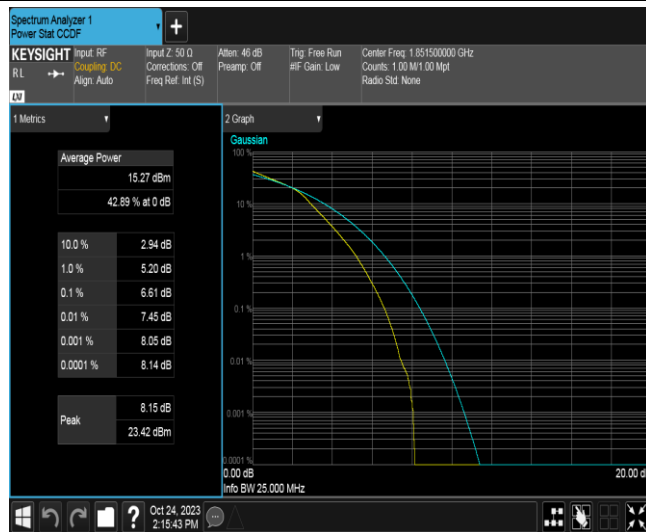 Spectrum Analyzer 1
Power Stat CCDF
+
KEYSIGHT
RL
LXI
Input: RF
Coupling: DC
Align: Auto
Input Z: 50 Ω
Corrections: Off
Freq Ref: Int (S)
Atten: 46 dB
Preamp: Off
Trig: Free Run
#IF Gain: Low
Center Freq: 1.851500000 GHz
Counts: 1.00 M/1.00 Mpt
Radio Std: None
1 Metrics
Average Power
15.27 dBm
42.89 % at 0 dB
10.0 % 2.94 dB
1.0 % 5.20 dB
0.1 % 6.61 dB
0.01 % 7.45 dB
0.001 % 8.05 dB
0.0001 % 8.14 dB
Peak
8.15 dB
23.42 dBm
2 Graph
Gaussian
100 %
10 %
1 %
0.1 %
0.01 %
0.001 %
0.0001 %
0.00 dB
20.00 d
Info BW 25.000 MHz
?
Oct 24, 2023
2:15:43 PM